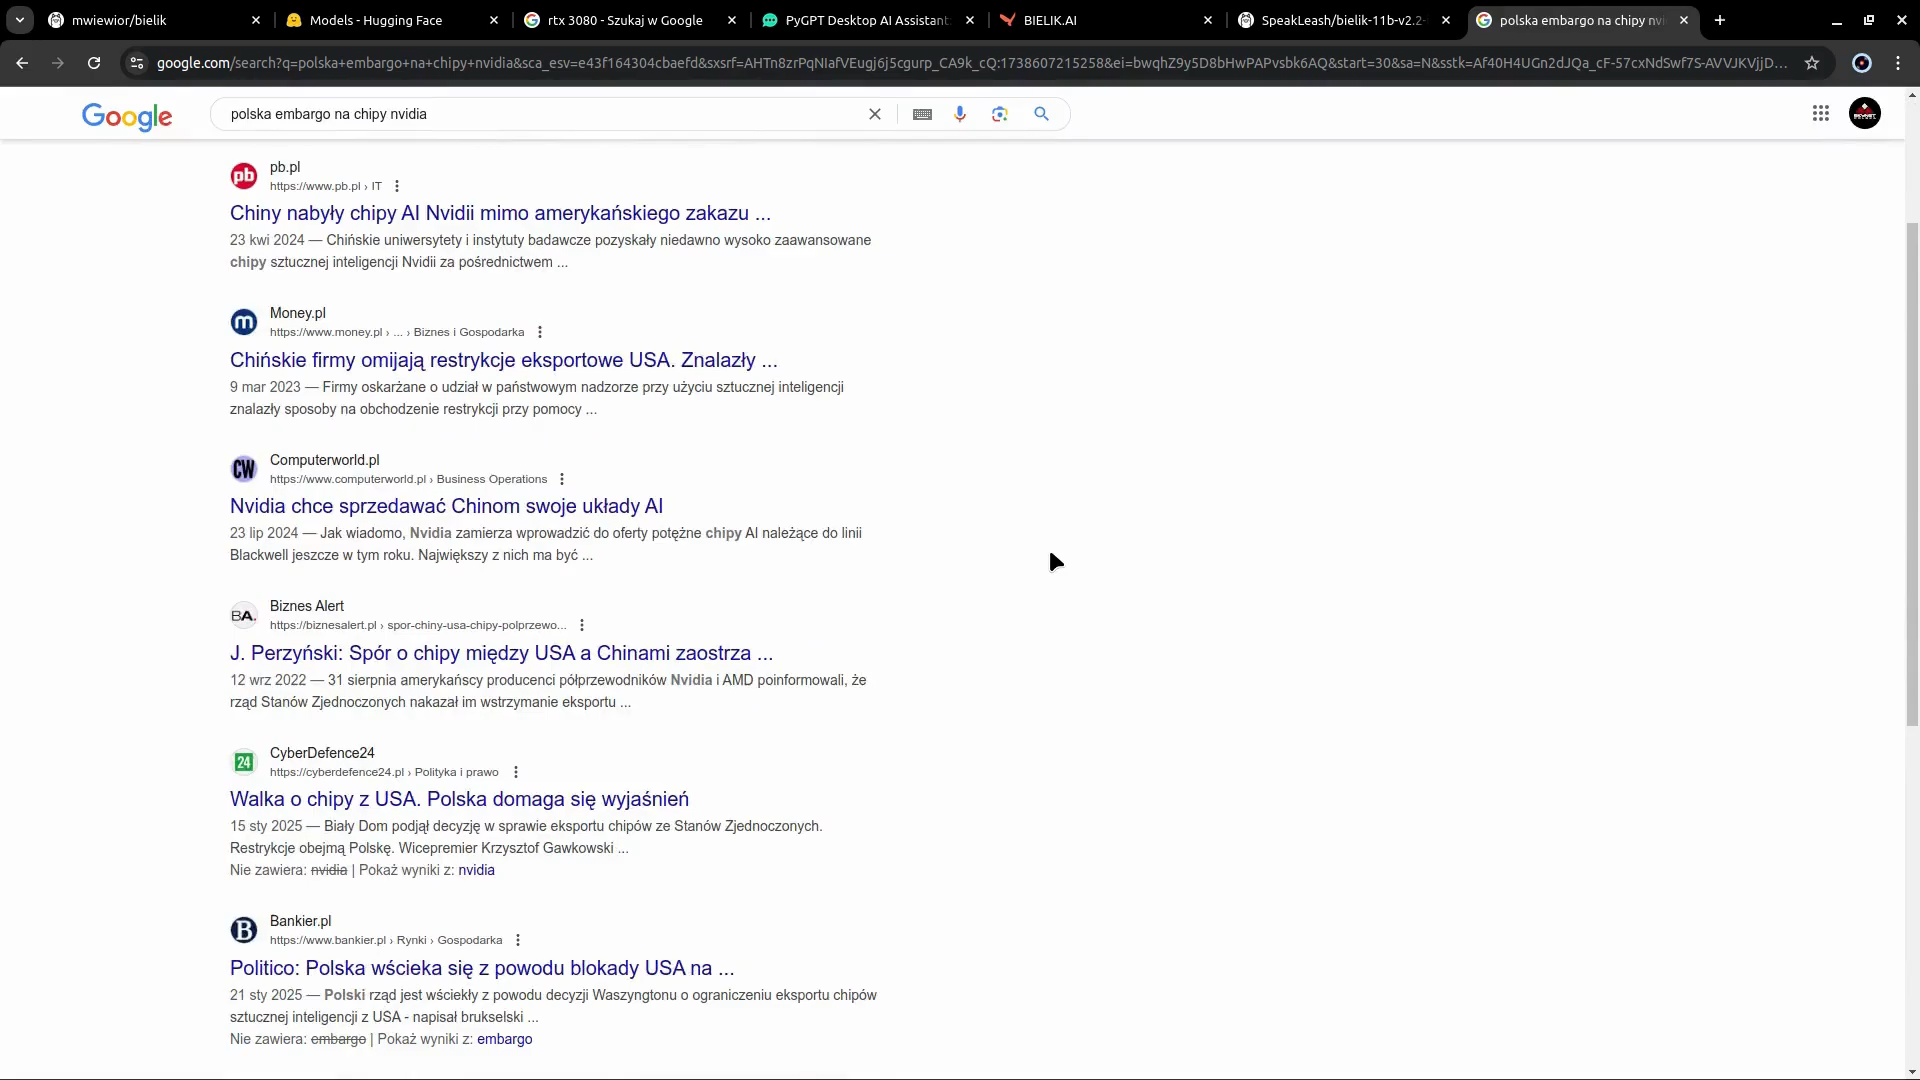 mwiewior/bielik
Models - Hugging Face
rtx 3080 - Szukaj w Google
PyGPT Desktop AI Assistant
BIELIK.AI
SpeakLeash/bielik-11b-v2.2-
polska embargo na chipy nvi
google.com/search?q=polska+embargo+na+chipy+nvidia&sca_esv=e43f164304cbaefd&sxsrf=AHTn8zrPqNIafVEugj6j5cgurp_CA9k_cQ:1738607215258&ei=bwqhZ9y5D8bHwPAPvsbk6AQ&start=30&sa=N&sstk=Af40H4UGn2dJQa_cF-57cxNdSwf7S-AVVJKVjjD...
Google
polska embargo na chipy nvidia
pb
pb.pl
https://www.pb.pl › IT
Chiny nabyły chipy AI Nvidii mimo amerykańskiego zakazu ...
23 kwi 2024 — Chińskie uniwersytety i instytuty badawcze pozyskały niedawno wysoko zaawansowane
chipy sztucznej inteligencji Nvidii za pośrednictwem ...
m
Money.pl
https://www.money.pl › ... › Biznes i Gospodarka
Chińskie firmy omijają restrykcje eksportowe USA. Znalazły ...
9 mar 2023 — Firmy oskarżane o udział w państwowym nadzorze przy użyciu sztucznej inteligencji
znalazły sposoby na obchodzenie restrykcji przy pomocy ...
CW
Computerworld.pl
https://www.computerworld.pl › Business Operations
Nvidia chce sprzedawać Chinom swoje układy AI
23 lip 2024 — Jak wiadomo, Nvidia zamierza wprowadzić do oferty potężne chipy AI należące do linii
Blackwell jeszcze w tym roku. Największy z nich ma być ...
BA.
Biznes Alert
https://biznesalert.pl › spor-chiny-usa-chipy-polprzewo...
J. Perzyński: Spór o chipy między USA a Chinami zaostrza ...
12 wrz 2022 — 31 sierpnia amerykańscy producenci półprzewodników Nvidia i AMD poinformowali, że
rząd Stanów Zjednoczonych nakazał im wstrzymanie eksportu ...
24
CyberDefence24
https://cyberdefence24.pl › Polityka i prawo
Walka o chipy z USA. Polska domaga się wyjaśnień
15 sty 2025 — Biały Dom podjął decyzję w sprawie eksportu chipów ze Stanów Zjednoczonych.
Restrykcje obejmą Polskę. Wicepremier Krzysztof Gawkowski ...
Nie zawiera: nvidia | Pokaż wyniki z: nvidia
B
Bankier.pl
https://www.bankier.pl › Rynki › Gospodarka
Politico: Polska wścieka się z powodu blokady USA na ...
21 sty 2025 — Polski rząd jest wściekły z powodu decyzji Waszyngtonu o ograniczeniu eksportu chipów
sztucznej inteligencji z USA - napisał brukselski ...
Nie zawiera: embargo | Pokaż wyniki z: embargo